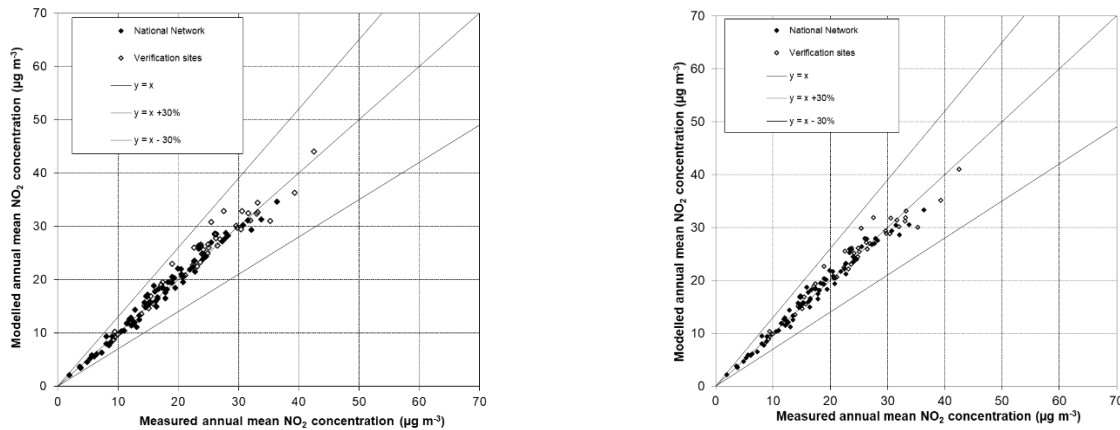 70
60
50
40
30
20
10
0
Modelled annual mean NO₂ concentration (µg m⁻³)
National Network
Verification sites
y = x
y = x +30%
y = x - 30%
0 10 20 30 40 50 60 70
Measured annual mean NO₂ concentration (µg m⁻³)
70
60
50
40
30
20
10
0
Modelled annual mean NO₂ concentration (µg m⁻³)
National Network
Verification sites
y = x
y = x +30%
y = x - 30%
0 10 20 30 40 50 60 70
Measured annual mean NO₂ concentration (µg m⁻³)